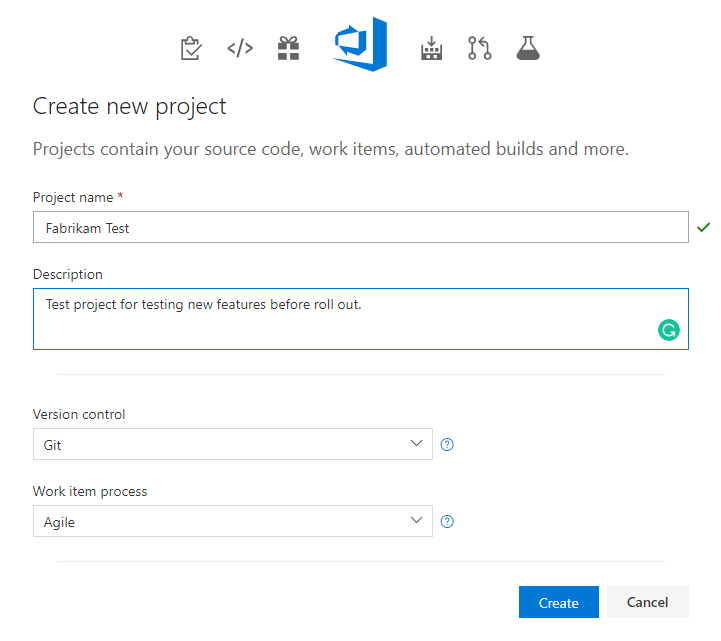 Create new project
Projects contain your source code, work items, automated builds and more.
Project name *
Fabrikam Test
Description
Test project for testing new features before roll out.
Version control
Git
Work item process
Agile
Create Cancel